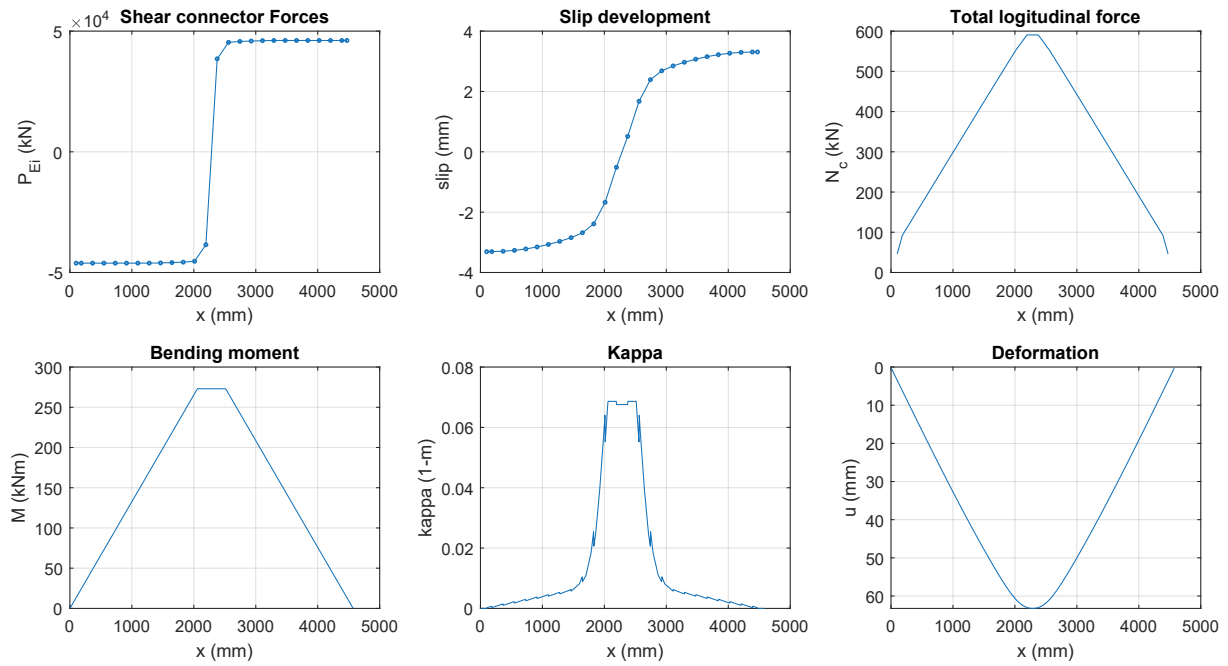 Shear connector Forces
×10^4
5
0
-5
P_Ei (kN)
0 1000 2000 3000 4000 5000
x (mm)
Slip development
4
2
0
-2
-4
slip (mm)
0 1000 2000 3000 4000 5000
x (mm)
Total logitudinal force
600
500
400
300
200
100
0
N_c (kN)
0 1000 2000 3000 4000 5000
x (mm)
Bending moment
300
250
200
150
100
50
0
M (kNm)
0 1000 2000 3000 4000 5000
x (mm)
Kappa
0.08
0.06
0.04
0.02
0
kappa (1-m)
0 1000 2000 3000 4000 5000
x (mm)
Deformation
0
10
20
30
40
50
60
u (mm)
0 1000 2000 3000 4000 5000
x (mm)